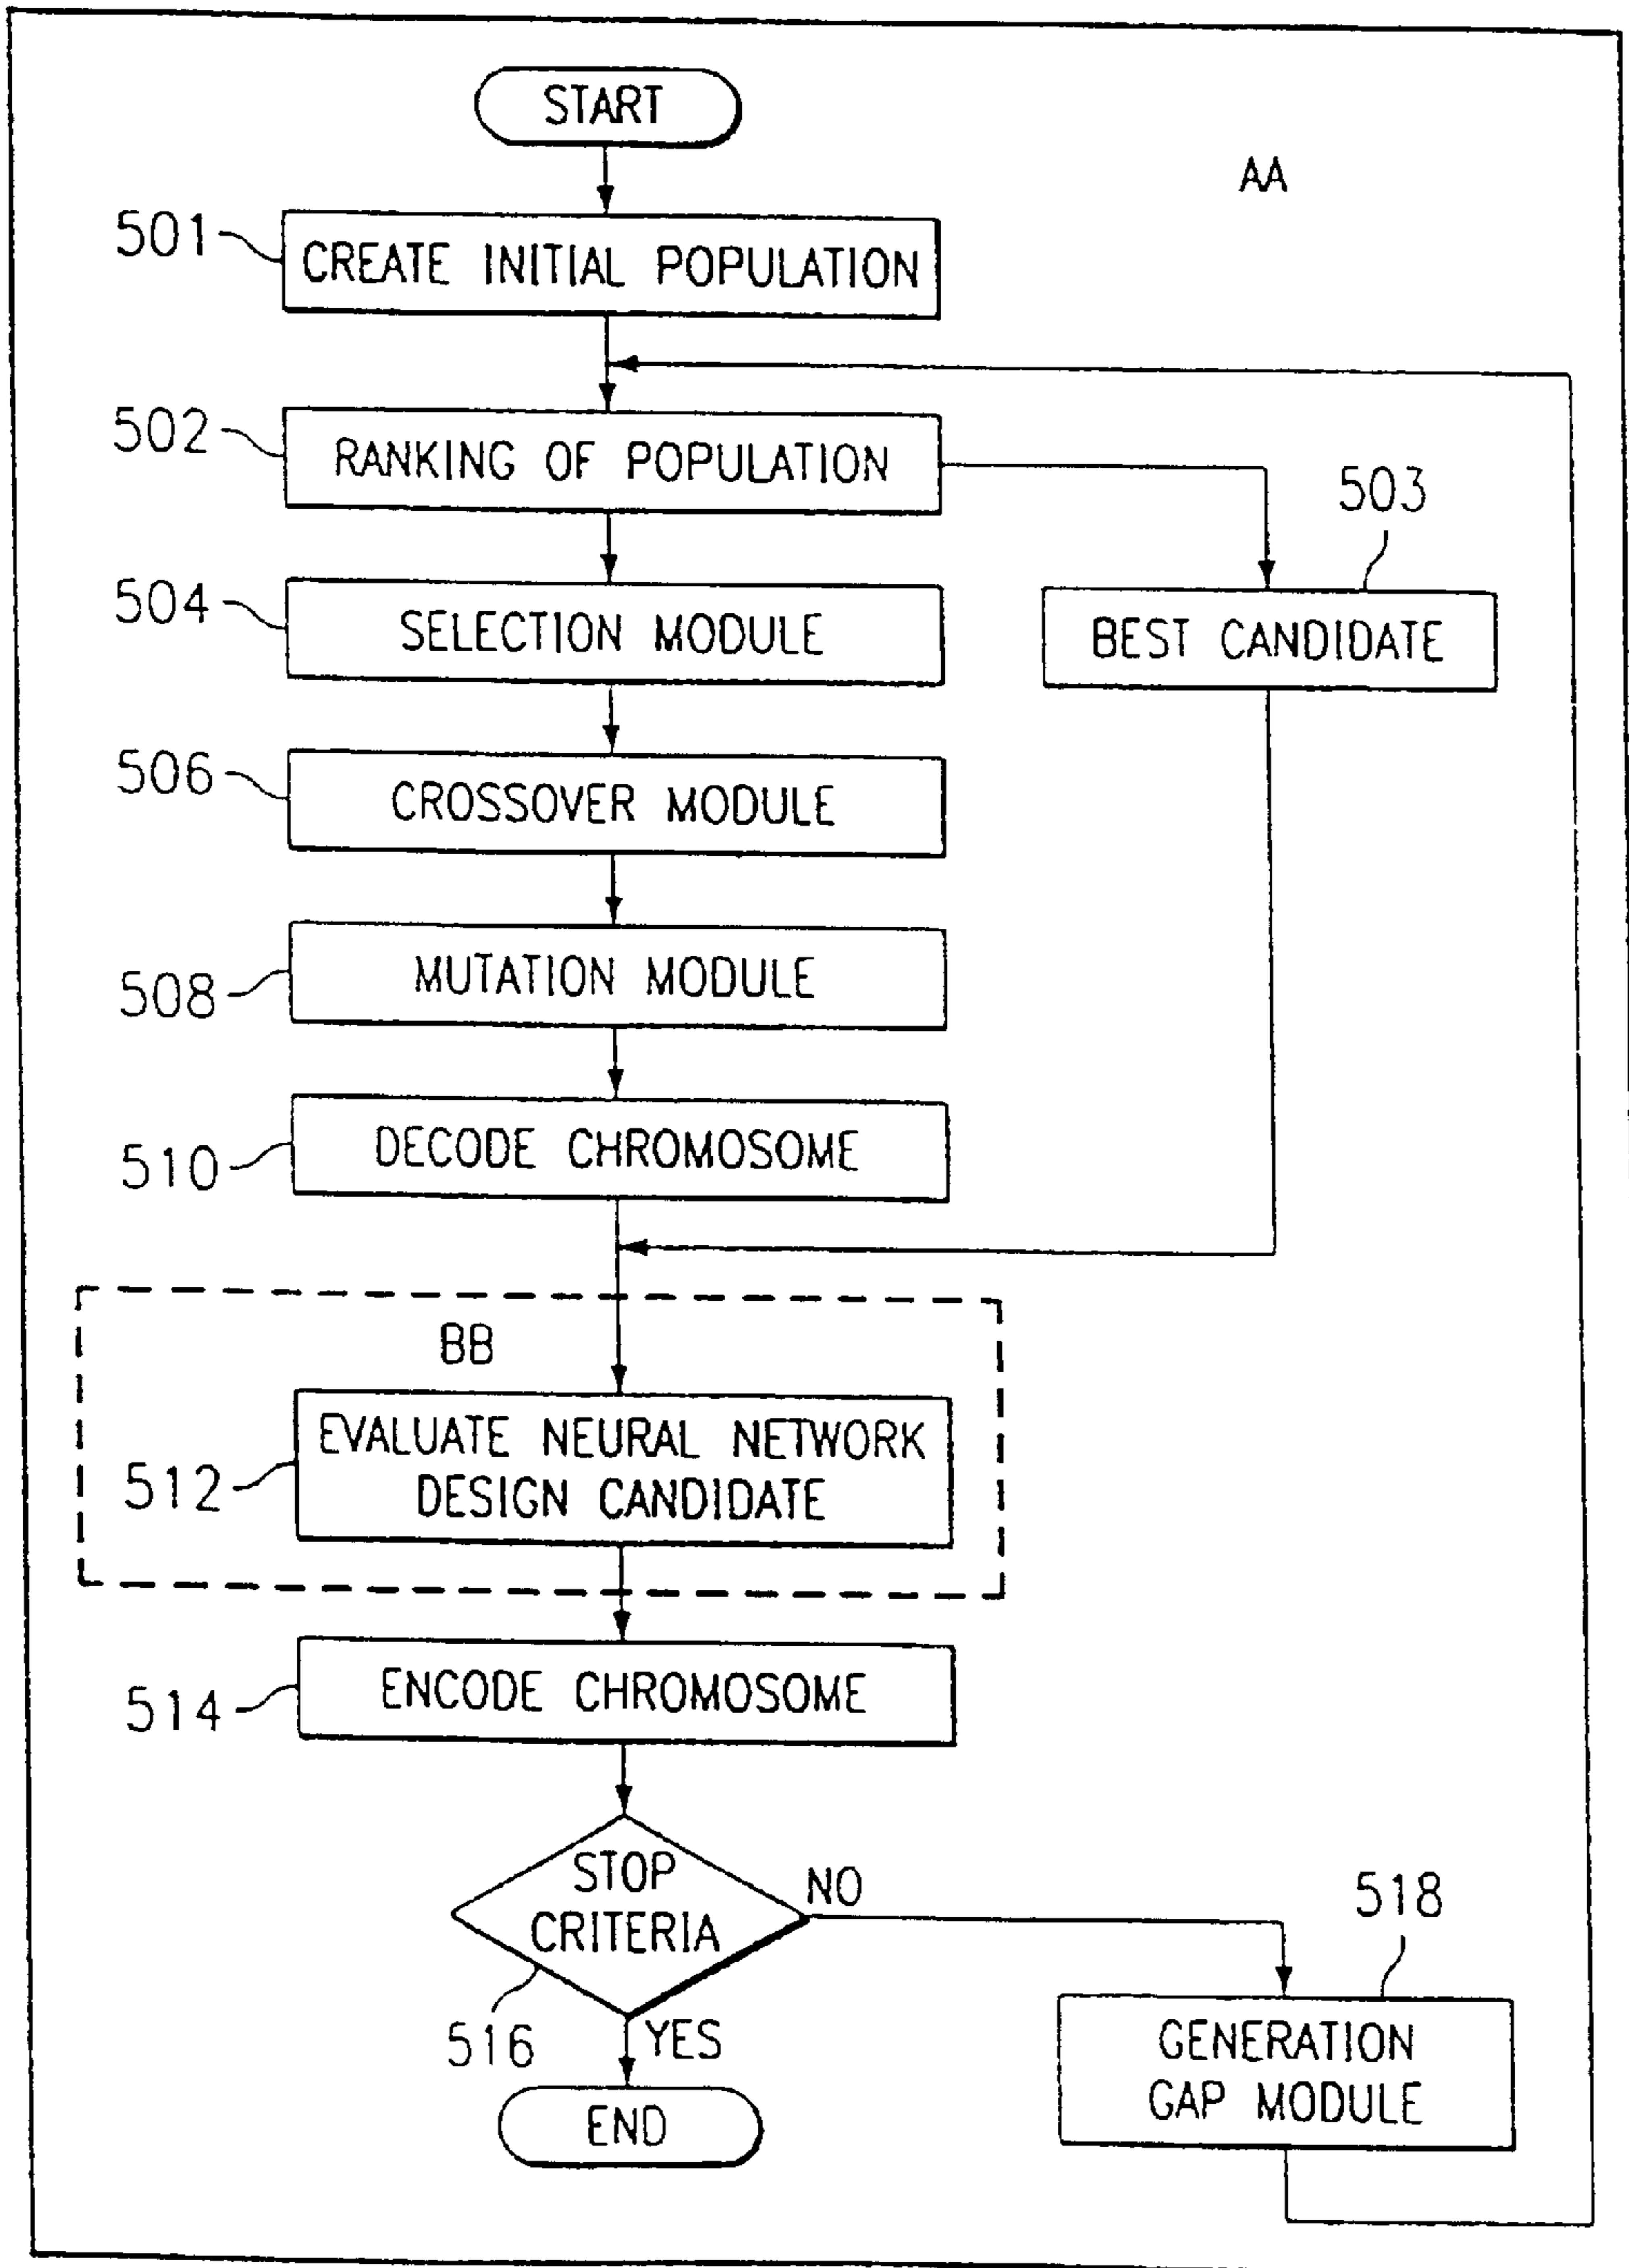 START
AA
501
CREATE INITIAL POPULATION
502
RANKING OF POPULATION
503
504
SELECTION MODULE
BEST CANDIDATE
506
CROSSOVER MODULE
508
MUTATION MODULE
510
DECODE CHROMOSOME
BB
512
EVALUATE NEURAL NETWORK
DESIGN CANDIDATE
514
ENCODE CHROMOSOME
STOP
CRITERIA
NO
518
516
YES
GENERATION
GAP MODULE
END